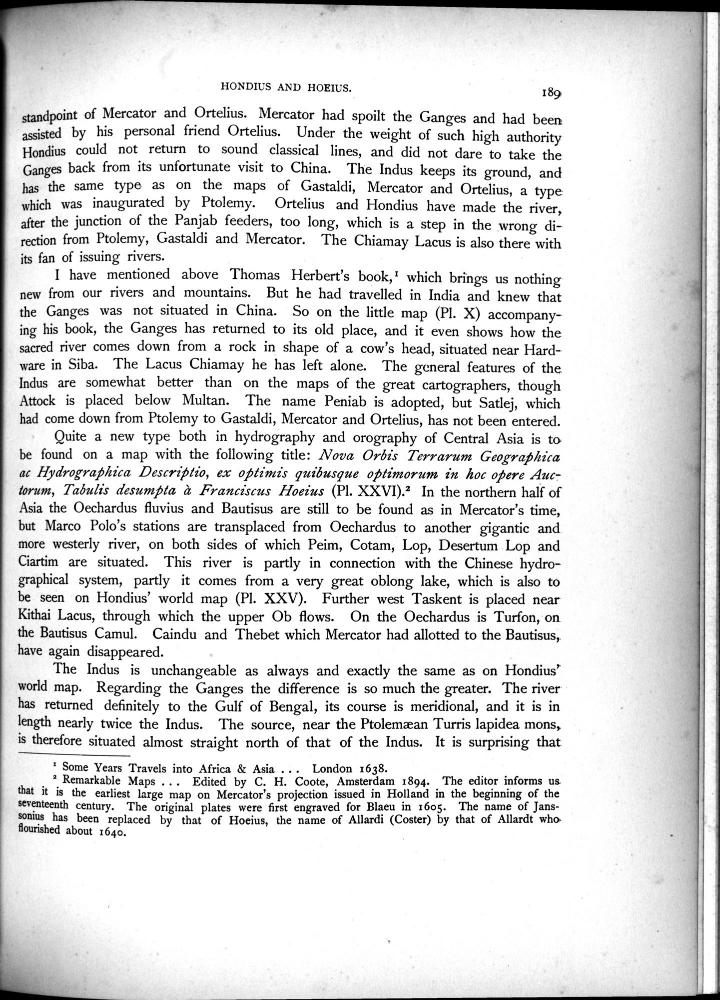 HONDIUS AND HOEIUS.
189
standpoint of Mercator and Ortelius. Mercator had spoilt the Ganges and had been
assisted by his personal friend Ortelius. Under the weight of such high authority
Hondius could not return to sound classical lines, and did not dare to take the
Ganges back from its unfortunate visit to China. The Indus keeps its ground, and
has the same type as on the maps of Gastaldi, Mercator and Ortelius, a type
which was inaugurated by Ptolemy. Ortelius and Hondius have made the river,
after the junction of the Panjab feeders, too long, which is a step in the wrong di-
rection from Ptolemy, Gastaldi and Mercator. The Chiamay Lacus is also there with
its fan of issuing rivers.
I have mentioned above Thomas Herbert's book,¹ which brings us nothing
new from our rivers and mountains. But he had travelled in India and knew that
the Ganges was not situated in China. So on the little map (Pl. X) accompany-
ing his book, the Ganges has returned to its old place, and it even shows how the
sacred river comes down from a rock in shape of a cow's head, situated near Hard-
ware in Siba. The Lacus Chiamay he has left alone. The general features of the
Indus are somewhat better than on the maps of the great cartographers, though
Attock is placed below Multan. The name Peniab is adopted, but Satlej, which
had come down from Ptolemy to Gastaldi, Mercator and Ortelius, has not been entered.
Quite a new type both in hydrography and orography of Central Asia is to
be found on a map with the following title: Nova Orbis Terrarum Geographica
ac Hydrographica Descriptio, ex optimis quibusque optimorum in hoc opere Auc-
torum, Tabulis desumpta à Franciscus Hoeius (Pl. XXVI).² In the northern half of
Asia the Oechardus fluvius and Bautisus are still to be found as in Mercator's time,
but Marco Polo's stations are transplaced from Oechardus to another gigantic and
more westerly river, on both sides of which Peim, Cotam, Lop, Desertum Lop and
Ciartim are situated. This river is partly in connection with the Chinese hydro-
graphical system, partly it comes from a very great oblong lake, which is also to
be seen on Hondius' world map (Pl. XXV). Further west Taskent is placed near
Kithai Lacus, through which the upper Ob flows. On the Oechardus is Turfon, on
the Bautisus Camul. Caindu and Thebet which Mercator had allotted to the Bautisus,
have again disappeared.
The Indus is unchangeable as always and exactly the same as on Hondius'
world map. Regarding the Ganges the difference is so much the greater. The river
has returned definitely to the Gulf of Bengal, its course is meridional, and it is in
length nearly twice the Indus. The source, near the Ptolemæan Turris lapidea mons,
is therefore situated almost straight north of that of the Indus. It is surprising that
¹ Some Years Travels into Africa & Asia ... London 1638.
² Remarkable Maps ... Edited by C. H. Coote, Amsterdam 1894. The editor informs us
that it is the earliest large map on Mercator's projection issued in Holland in the beginning of the
seventeenth century. The original plates were first engraved for Blaeu in 1605. The name of Jans-
sonius has been replaced by that of Hoeius, the name of Allardi (Coster) by that of Allardt who
flourished about 1640.